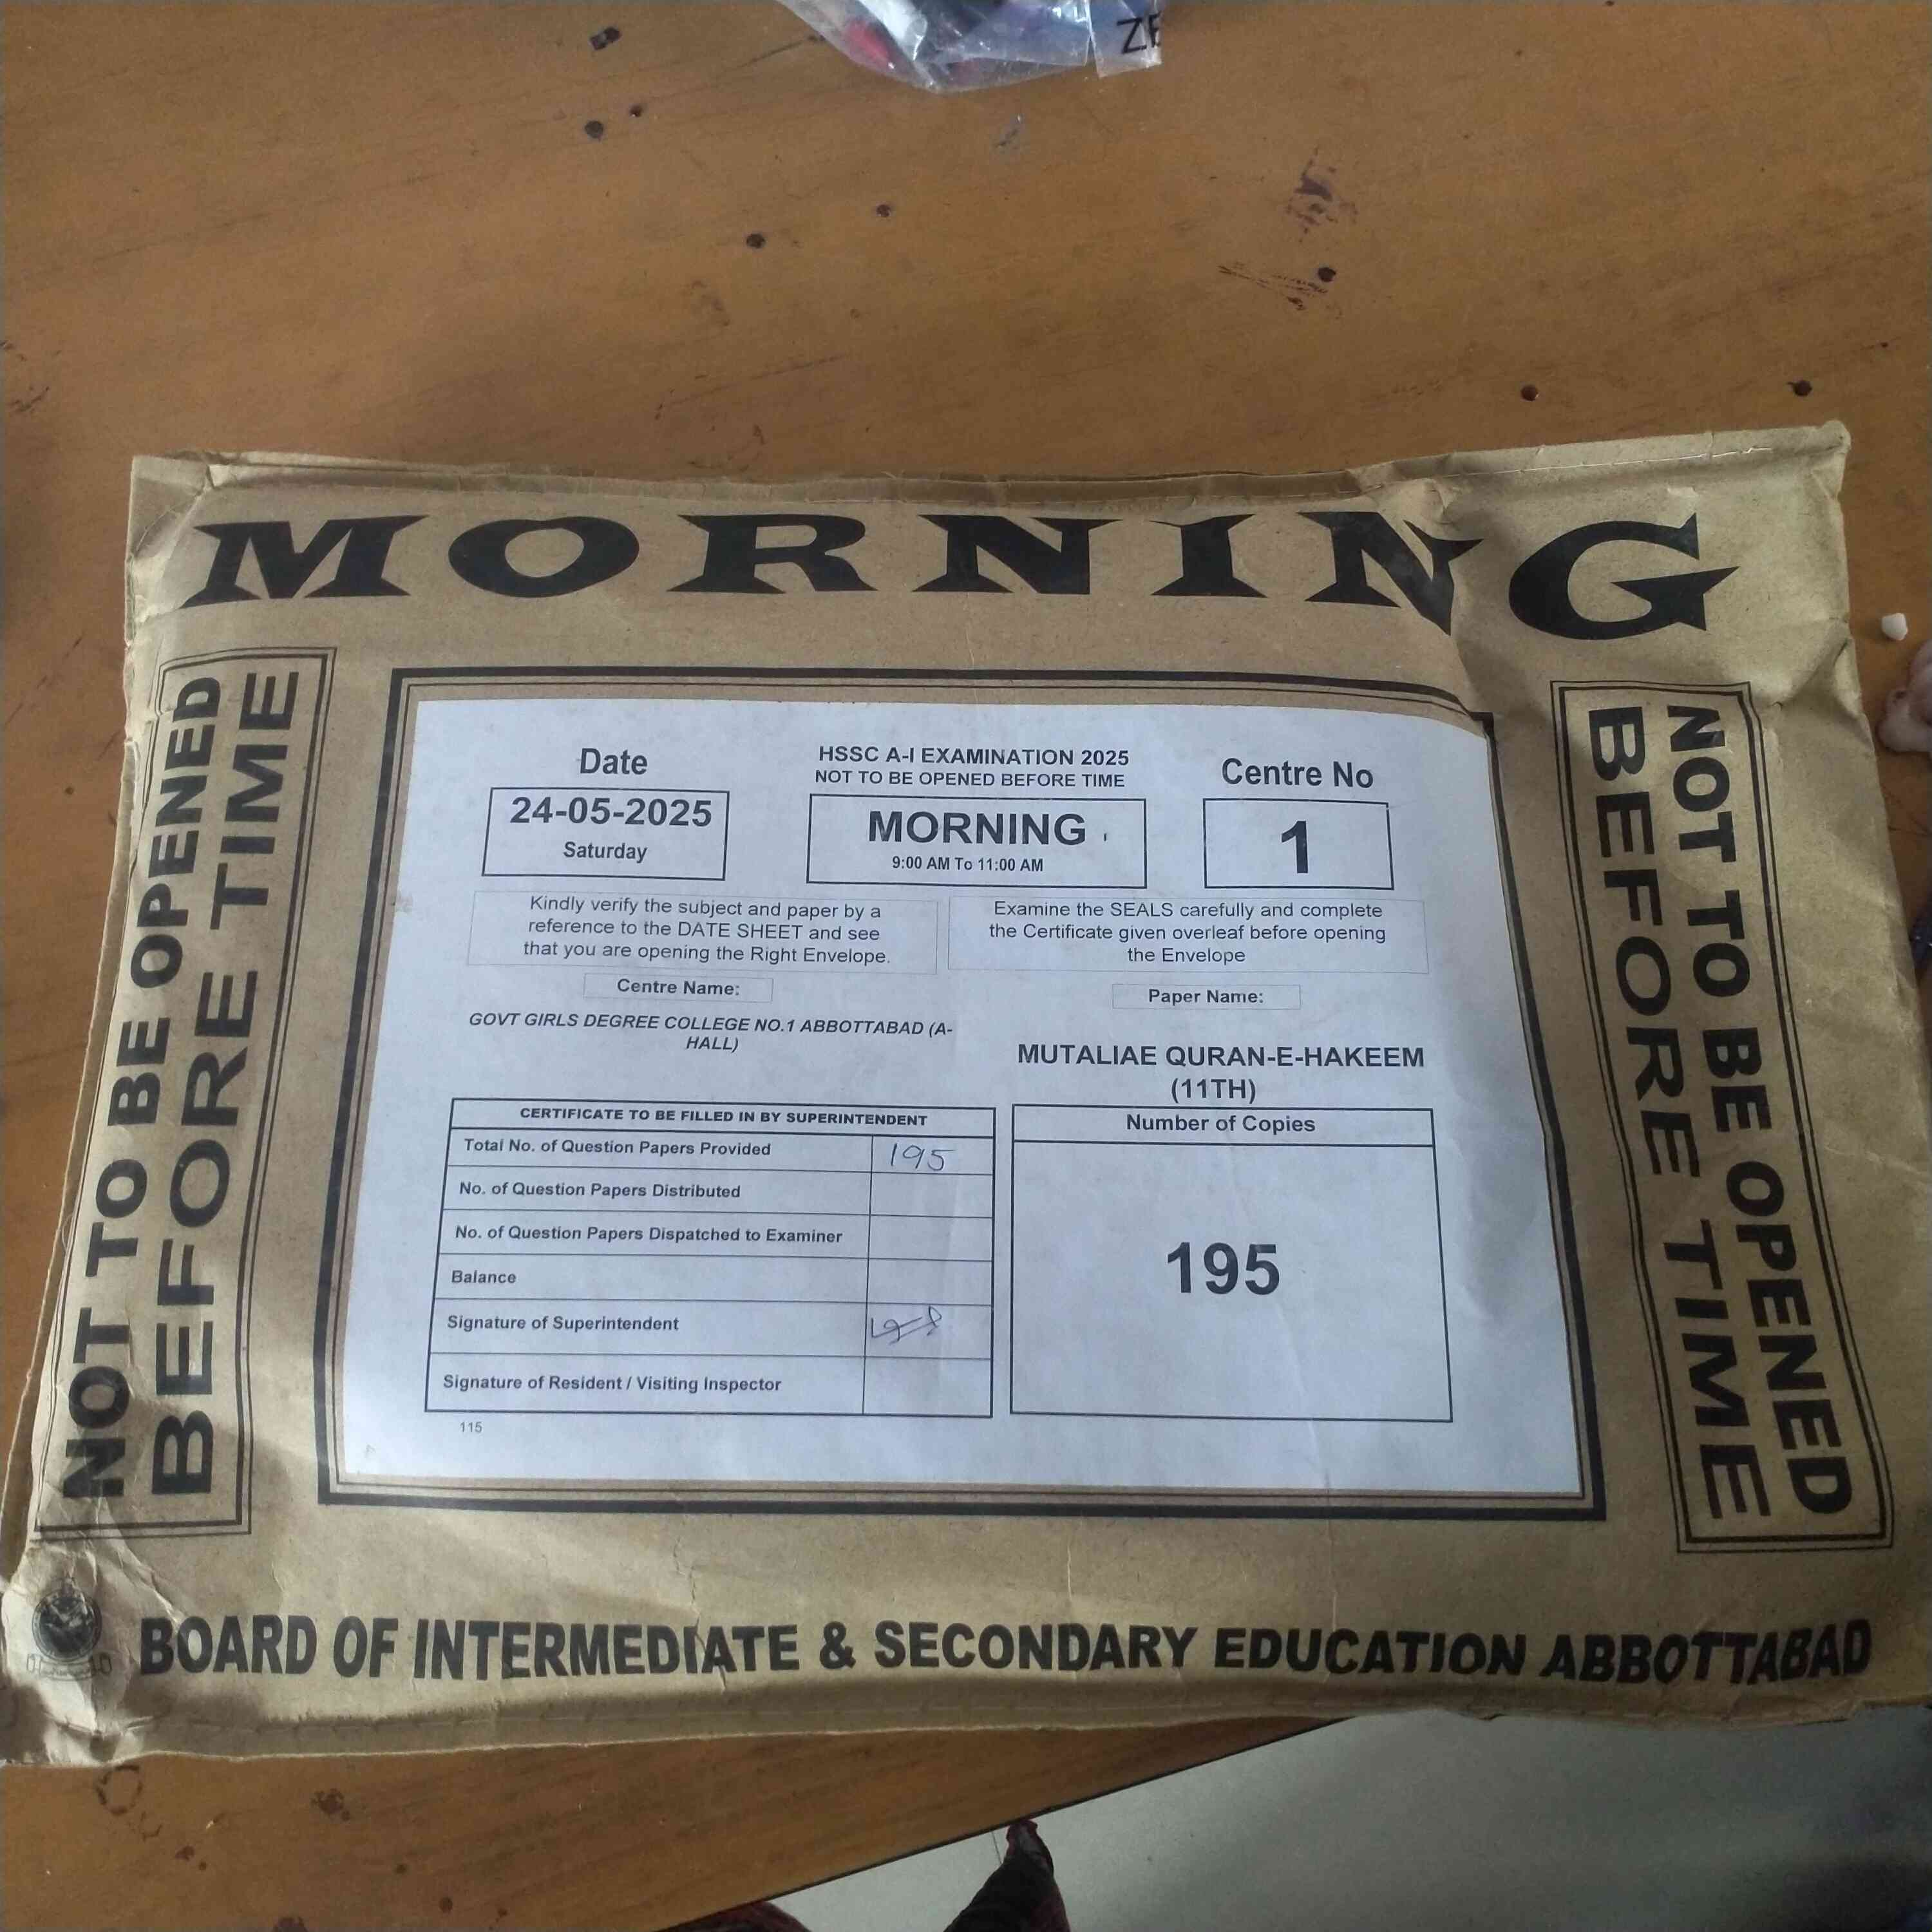 ZE
MORNING
NOT TO BE OPENED
BEFORE TIME
Date
24-05-2025
Saturday
HSSC A-I EXAMINATION 2025
NOT TO BE OPENED BEFORE TIME
MORNING
9:00 AM To 11:00 AM
Centre No
1
Kindly verify the subject and paper by a
reference to the DATE SHEET and see
that you are opening the Right Envelope.
Examine the SEALS carefully and complete
the Certificate given overleaf before opening
the Envelope
Centre Name:
GOVT GIRLS DEGREE COLLEGE NO.1 ABBOTTABAD (A-
HALL)
Paper Name:
MUTALIAE QURAN-E-HAKEEM
(11TH)
CERTIFICATE TO BE FILLED IN BY SUPERINTENDENT
Total No. of Question Papers Provided 195
No. of Question Papers Distributed
No. of Question Papers Dispatched to Examiner
Balance
Signature of Superintendent
Signature of Resident / Visiting Inspector
Number of Copies
195
115
NOT TO BE OPENED
BEFORE TIME
BOARD OF INTERMEDIATE & SECONDARY EDUCATION ABBOTTABAD